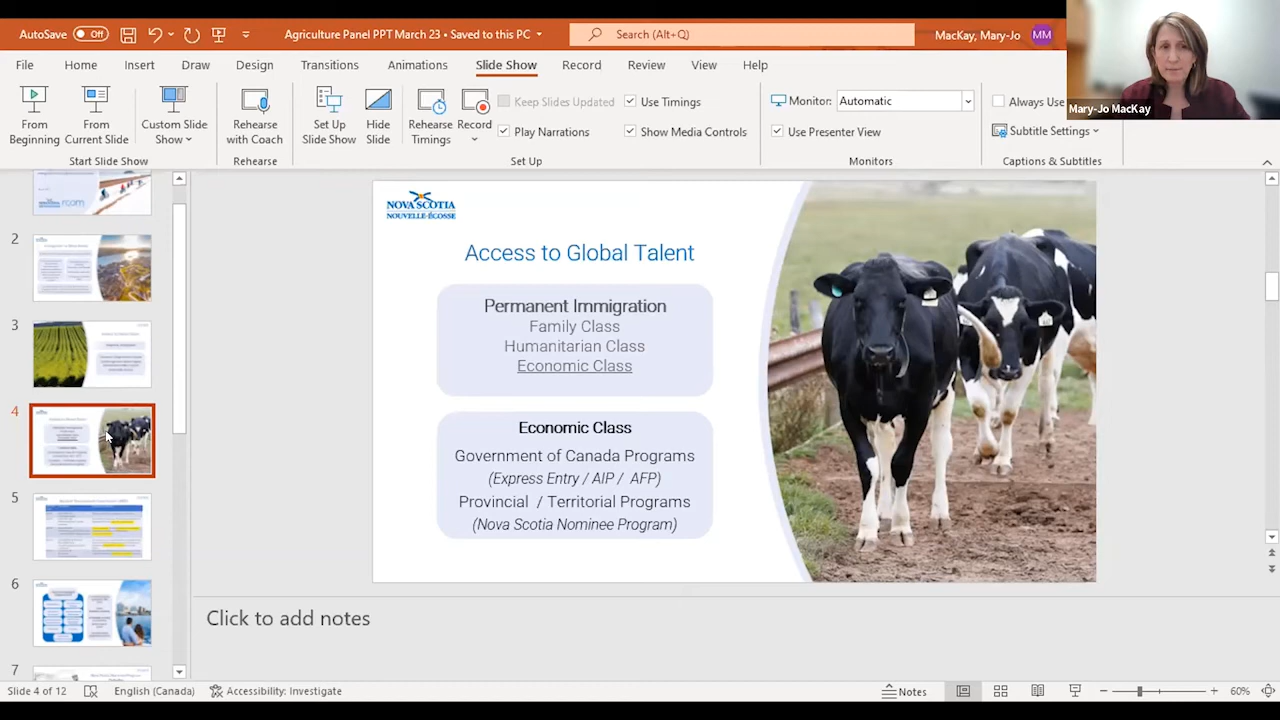 AutoSave Off
Agriculture Panel PPT March 23 • Saved to this PC
Search (Alt+Q)
MacKay, Mary-Jo MM
File Home Insert Draw Design Transitions Animations Slide Show Record Review View Help
From Beginning
From Current Slide
Custom Slide Show
Start Slide Show
Rehearse with Coach
Rehearse
Set Up Slide Show
Hide Slide
Rehearse Timings
Record
Keep Slides Updated
Play Narrations
Use Timings
Show Media Controls
Set Up
Monitor: Automatic
Use Presenter View
Monitors
Always Use
Subtitle Settings
Captions & Subtitles
Mary-Jo MacKay
2
3
4
5
6
7
NOVA SCOTIA
NOUVELLE-ÉCOSSE
Access to Global Talent
Permanent Immigration
Family Class
Humanitarian Class
Economic Class
Economic Class
Government of Canada Programs
(Express Entry / AIP / AFP)
Provincial / Territorial Programs
(Nova Scotia Nominee Program)
Click to add notes
Slide 4 of 12 English (Canada) Accessibility: Investigate Notes 60%